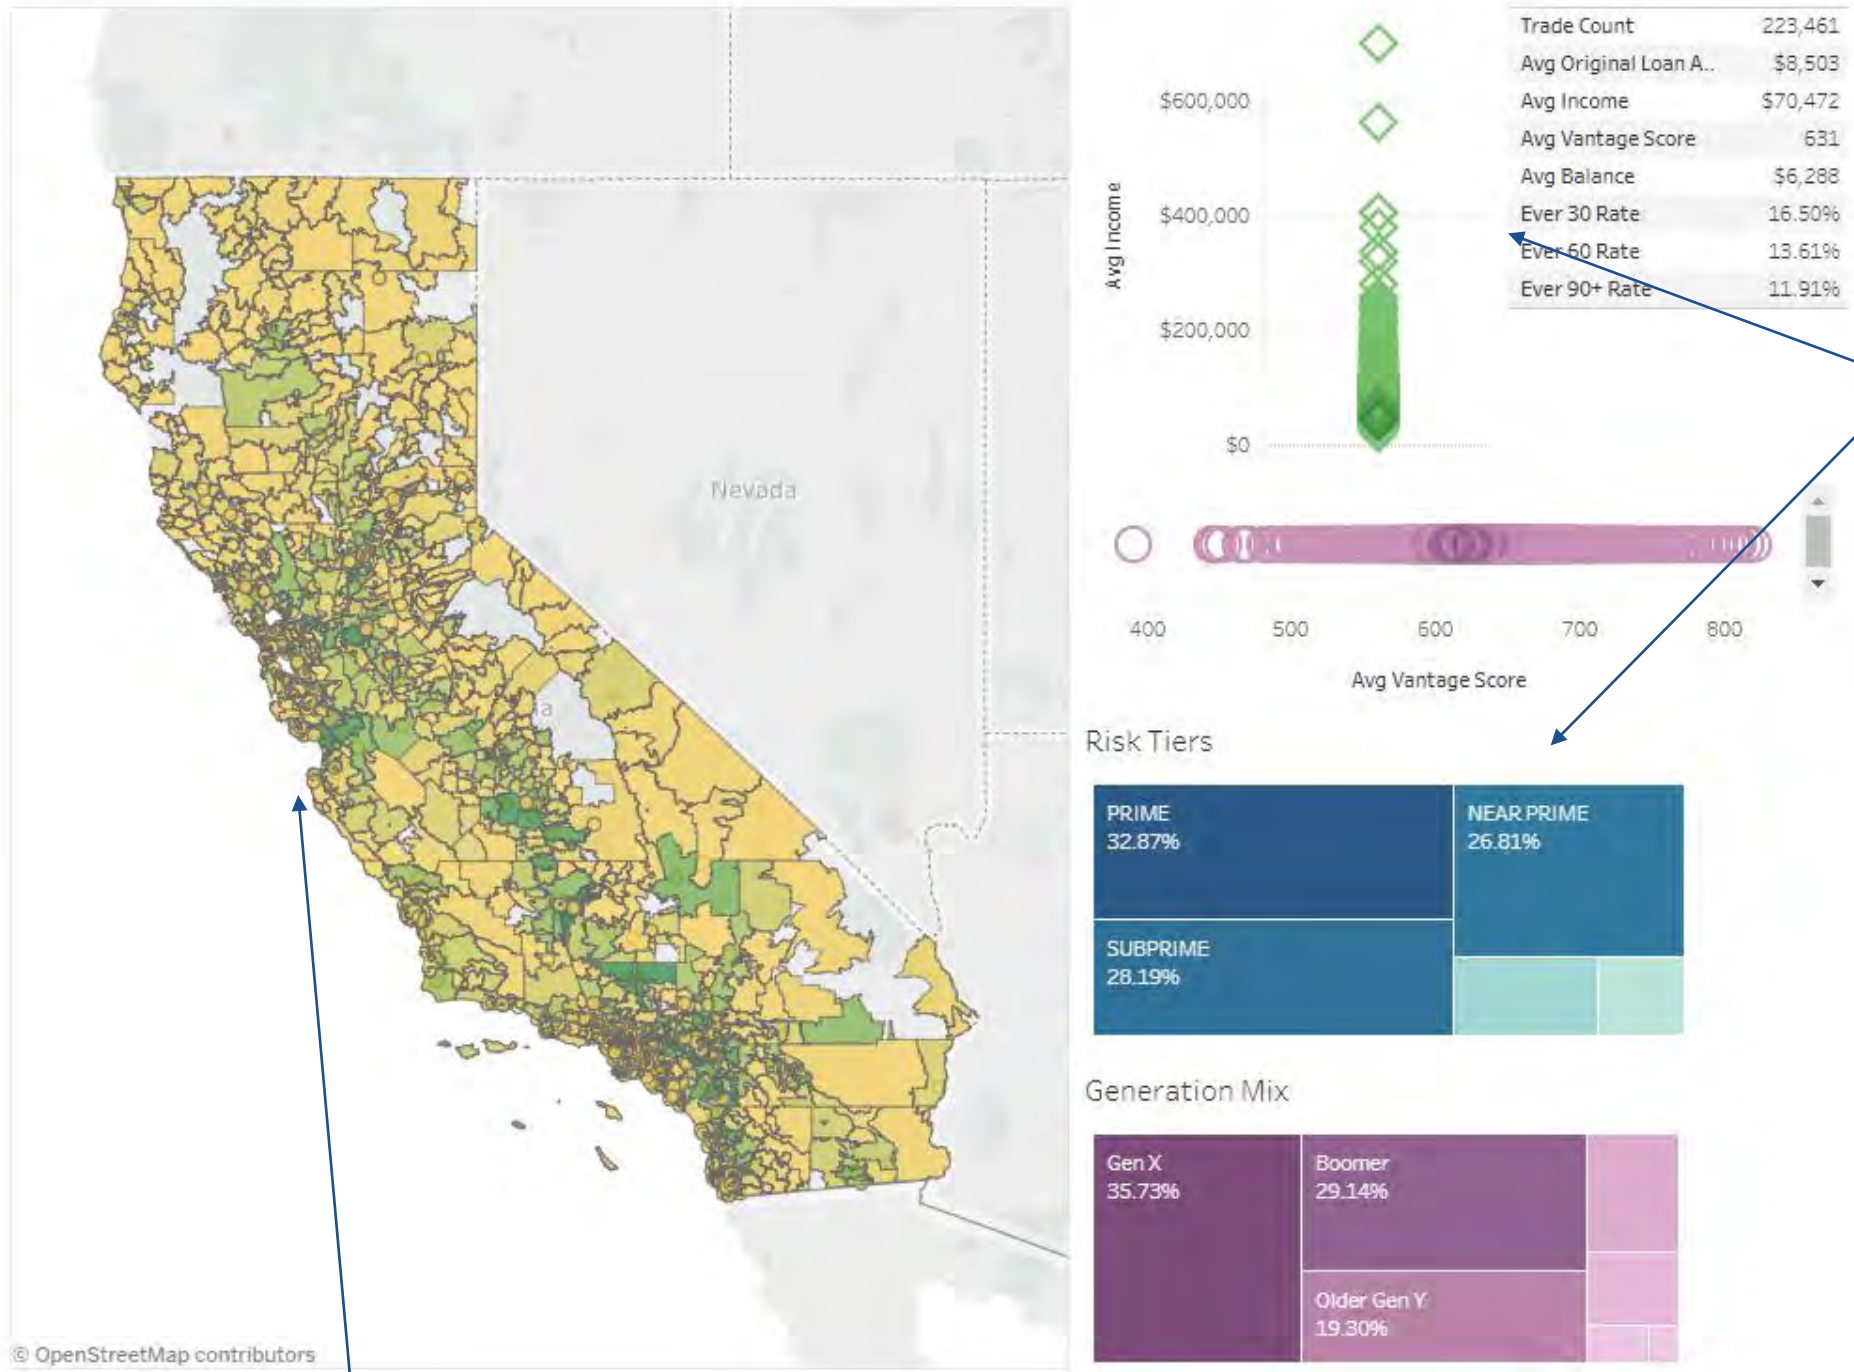 Trade Count 223,461
Avg Original Loan A.. $8,503
Avg Income $70,472
Avg Vantage Score 631
Avg Balance $6,288
Ever 30 Rate 16.50%
Ever 60 Rate 13.61%
Ever 90+ Rate 11.91%
$600,000
$400,000
$200,000
$0
Avg Income
Nevada
400 500 600 700 800
Avg Vantage Score
Risk Tiers
PRIME
32.87%
NEAR PRIME
26.81%
SUBPRIME
28.19%
Generation Mix
Gen X
35.73%
Boomer
29.14%
Older Gen Y
19.30%
© OpenStreetMap contributors